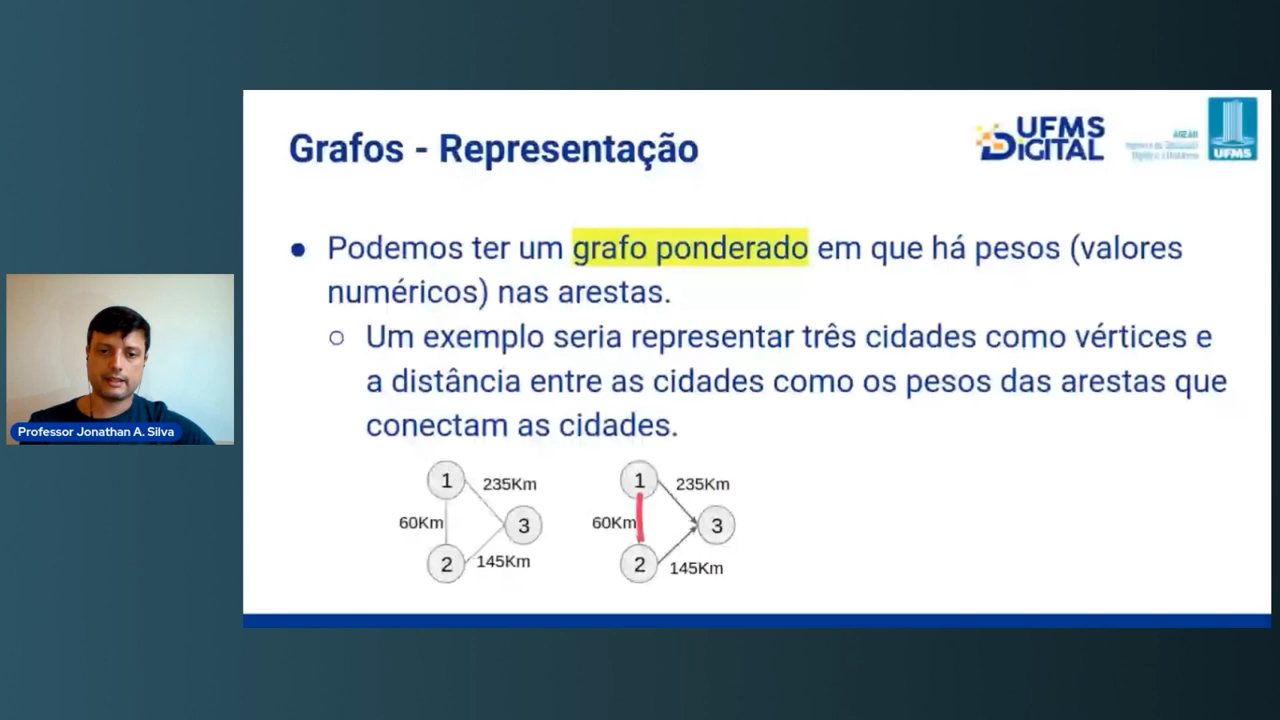 Grafos - Representação
UFMS
DIGITAL
UFMS
● Podemos ter um grafo ponderado em que há pesos (valores
numéricos) nas arestas.
○ Um exemplo seria representar três cidades como vértices e
a distância entre as cidades como os pesos das arestas que
conectam as cidades.
1
235Km
60Km
3
2
145Km
1
235Km
60Km
3
2
145Km
Professor Jonathan A. Silva